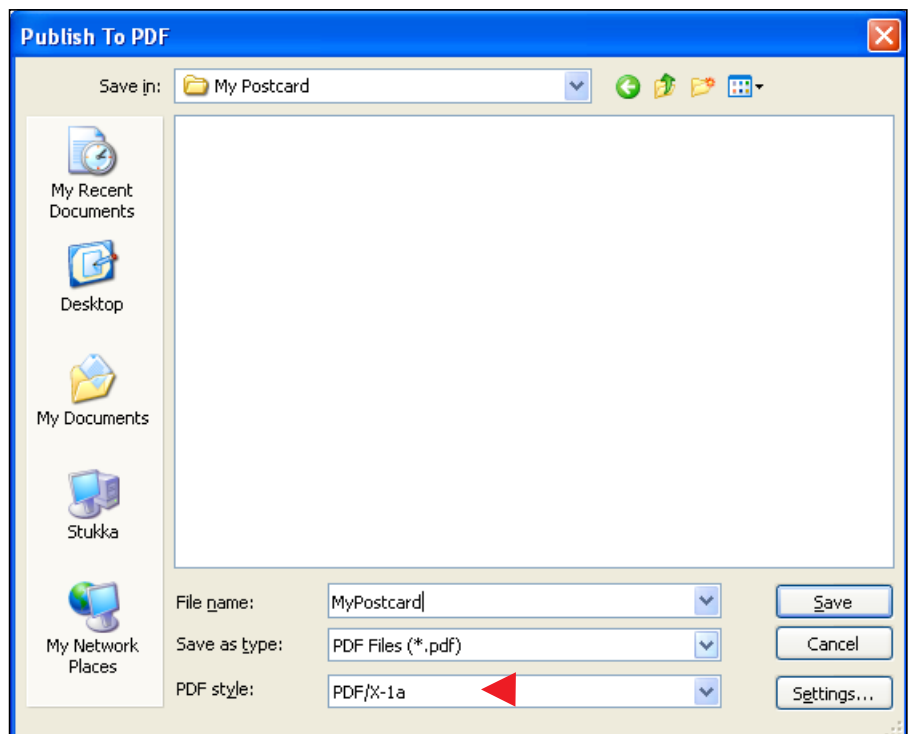 Publish To PDF
Save in:
My Postcard
My Recent
Documents
Desktop
My Documents
Stukka
My Network
Places
File name:
MyPostcard
Save
Save as type:
PDF Files (*.pdf)
Cancel
PDF style:
PDF/X-1a
Settings...